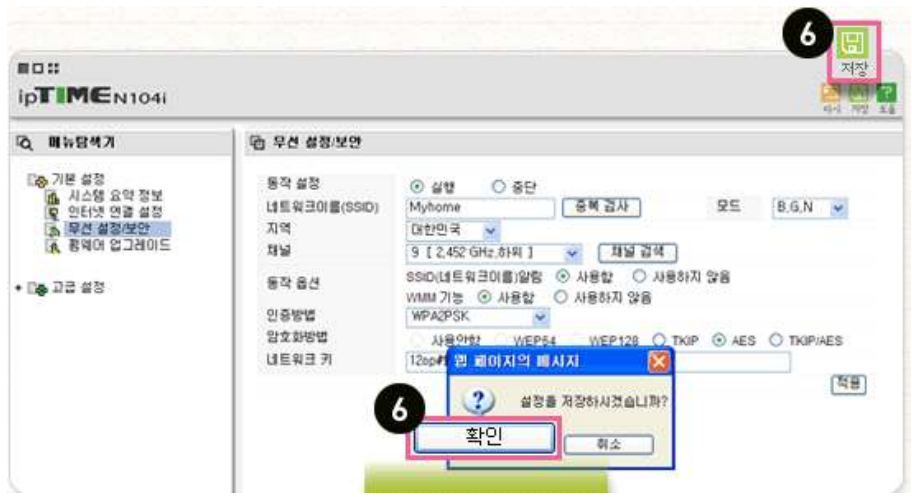 6
저장
ipTIME N104i
다시 저장 도움
메뉴탐색기
무선 설정/보안
기본 설정
시스템 요약 정보
인터넷 연결 설정
무선 설정/보안
펌웨어 업그레이드
고급 설정
동작 설정 실행 중단
네트워크이름(SSID) Myhome 중복 검사 모드 B,G,N
지역 대한민국
채널 9 [ 2,452 GHz,하위 ] 채널 검색
동작 옵션 SSID(네트워크이름)알림 사용함 사용하지 않음
WMM 기능 사용함 사용하지 않음
인증방법 WPA2PSK
암호화방법 사용안함 WEP64 WEP128 TKIP AES TKIP/AES
네트워크 키
적용
웹 페이지의 메시지
설정을 저장하시겠습니까?
6
확인 취소